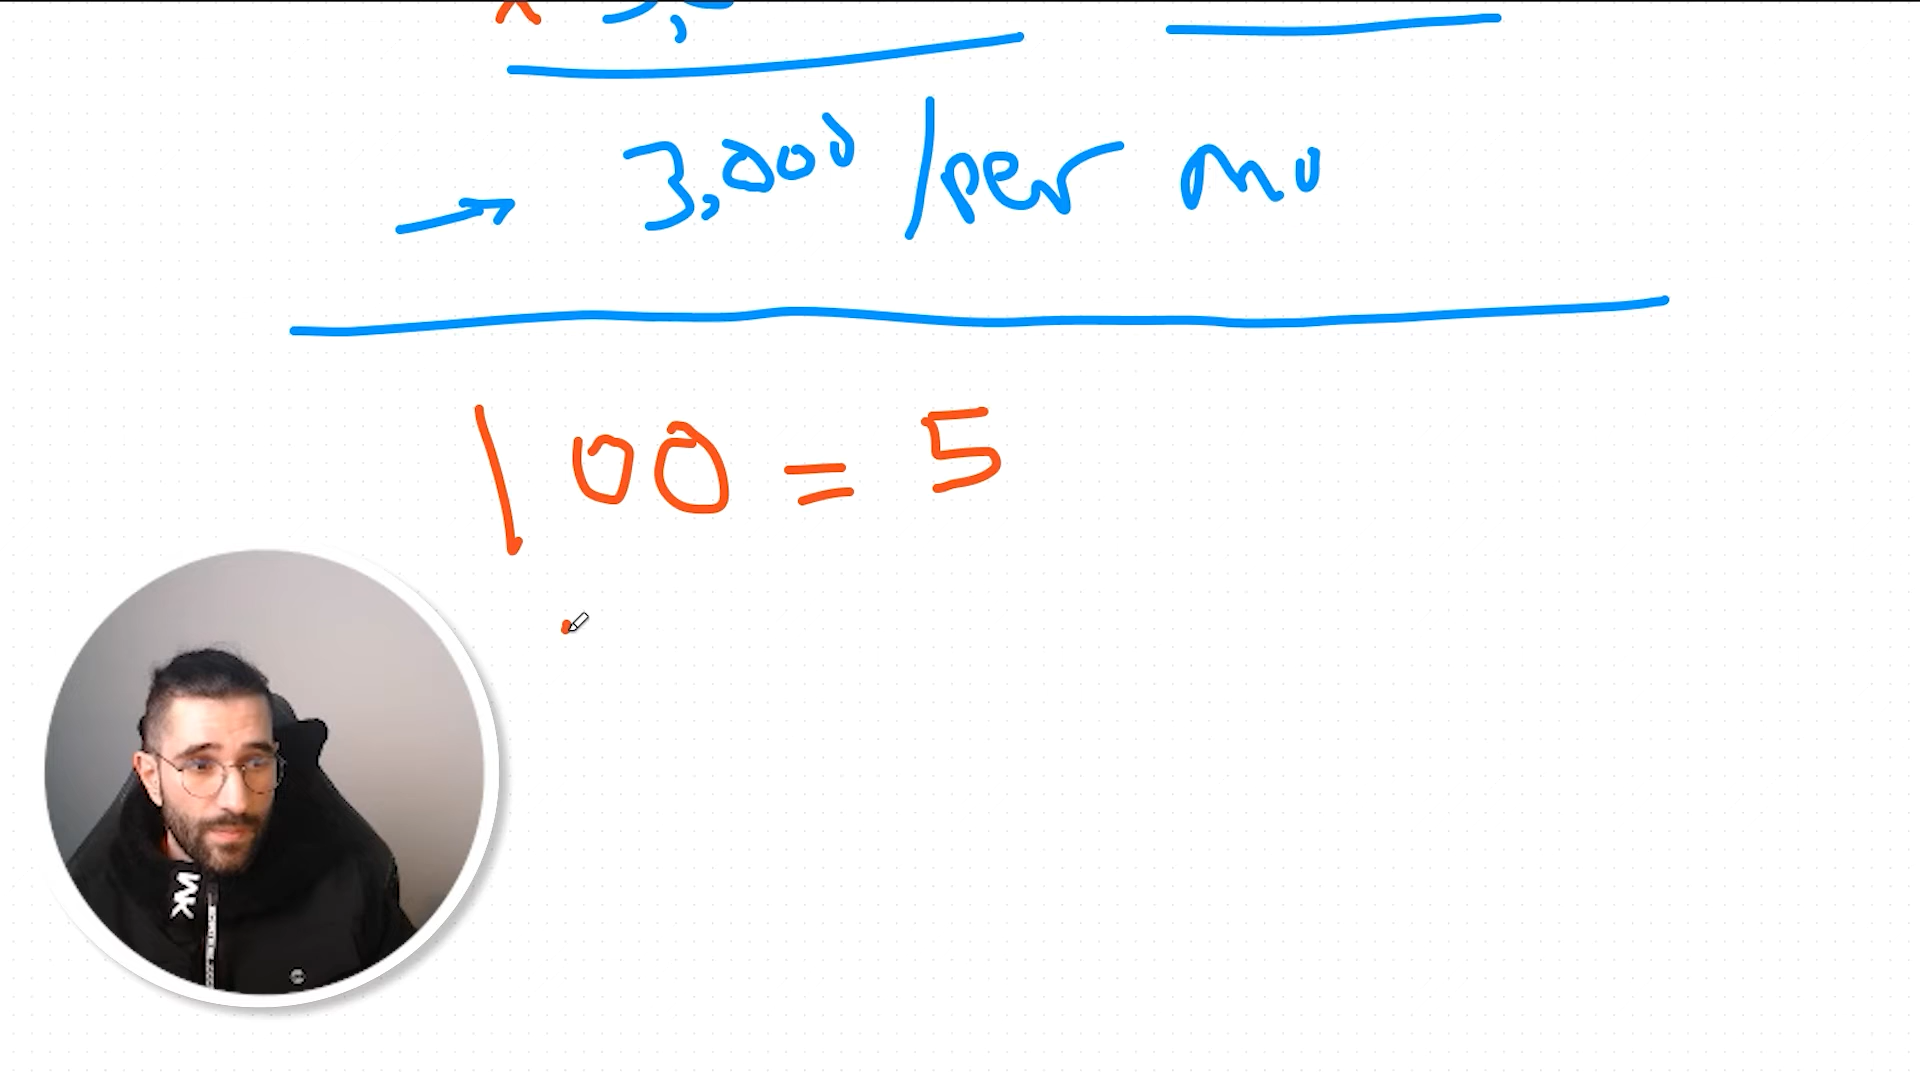 → 3,000 /per mo
100 = 5